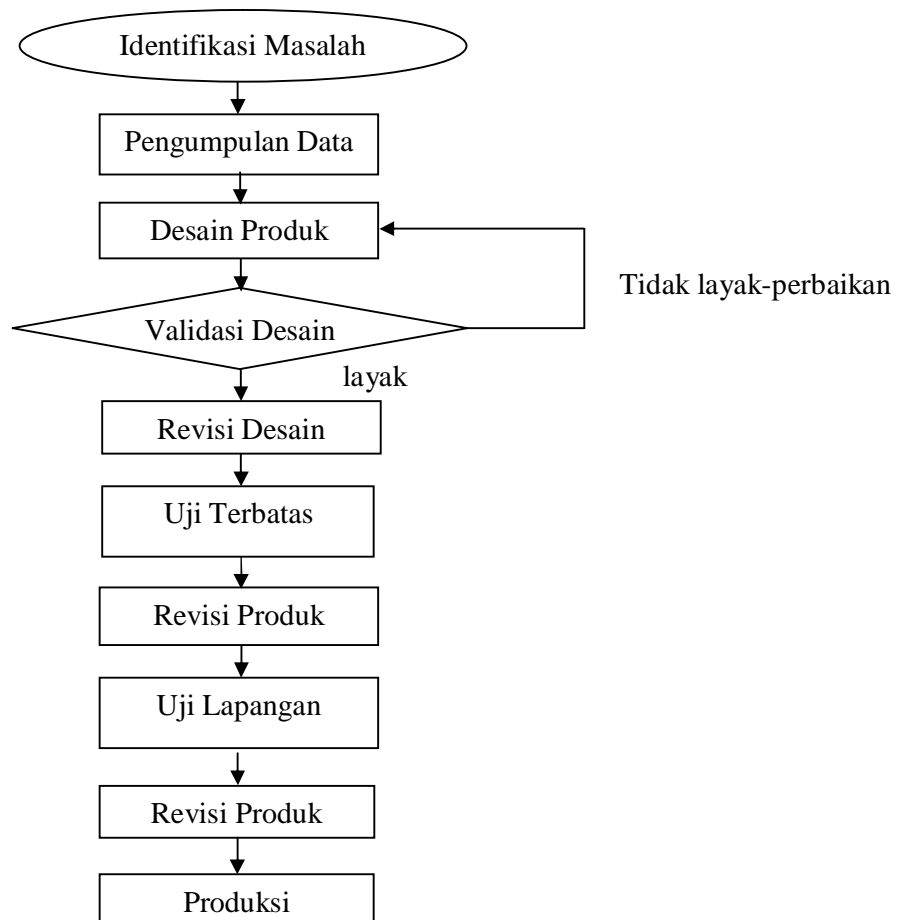 Identifikasi Masalah
Pengumpulan Data
Desain Produk
Tidak layak-perbaikan
Validasi Desain
layak
Revisi Desain
Uji Terbatas
Revisi Produk
Uji Lapangan
Revisi Produk
Produksi